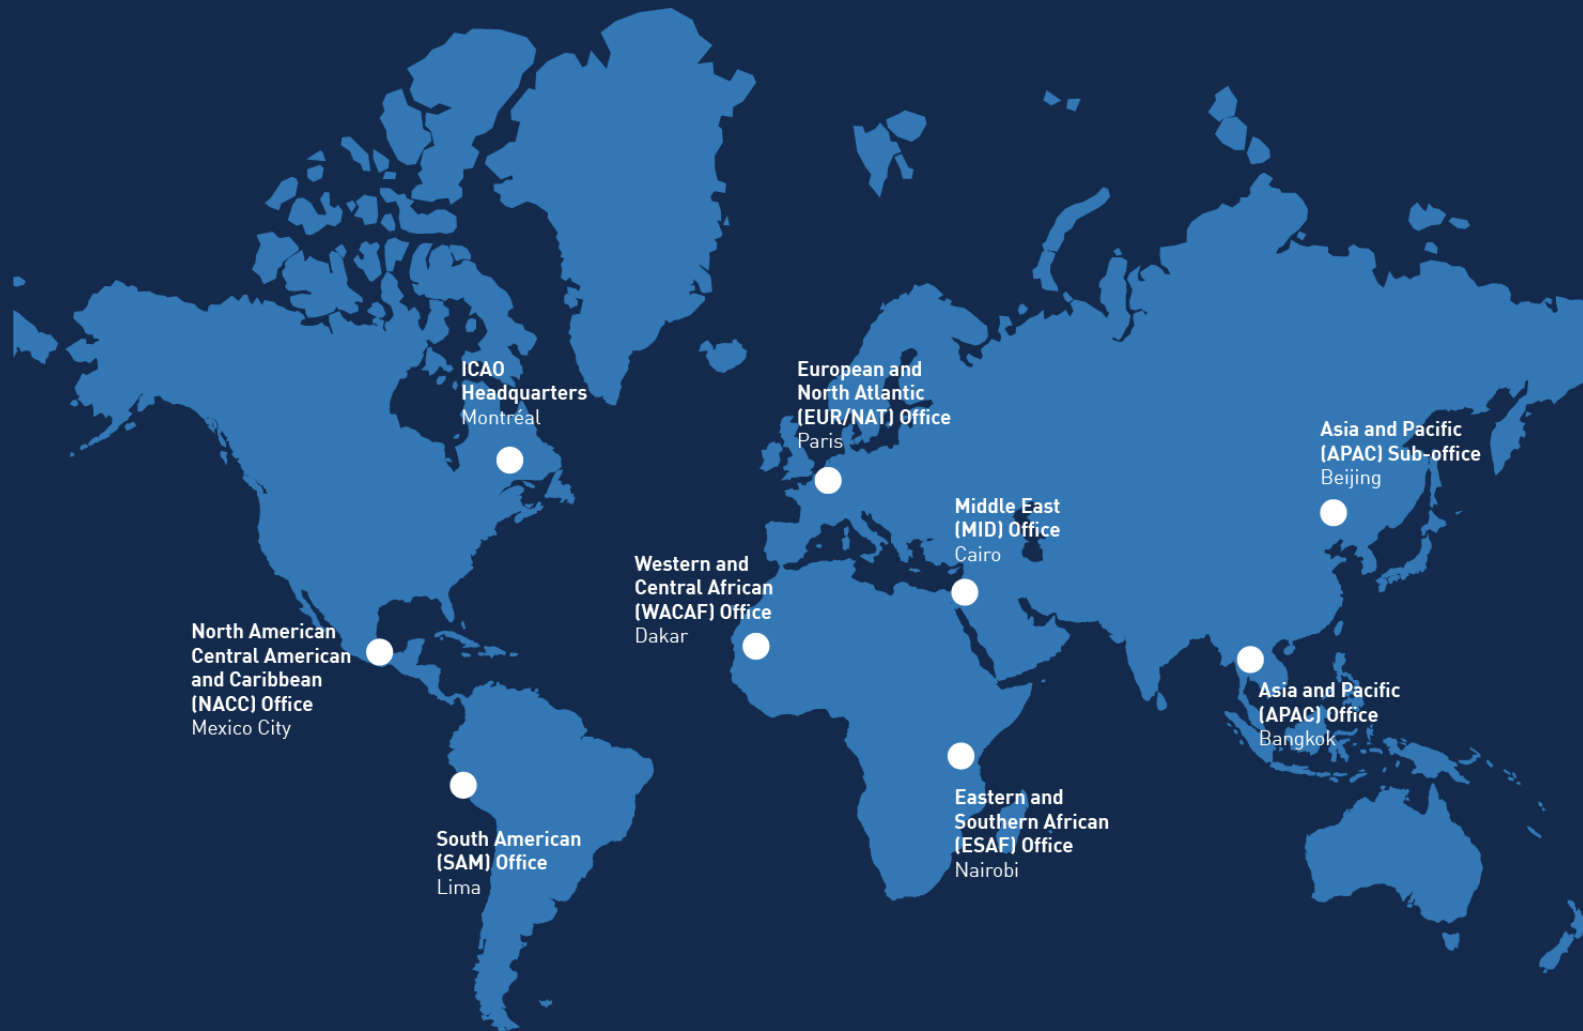 ICAO
Headquarters
Montréal
European and
North Atlantic
(EUR/NAT) Office
Paris
Asia and Pacific
(APAC) Sub-office
Beijing
Middle East
(MID) Office
Cairo
Western and
Central African
(WACAF) Office
Dakar
North American
Central American
and Caribbean
(NACC) Office
Mexico City
Asia and Pacific
(APAC) Office
Bangkok
Eastern and
Southern African
(ESAF) Office
Nairobi
South American
(SAM) Office
Lima